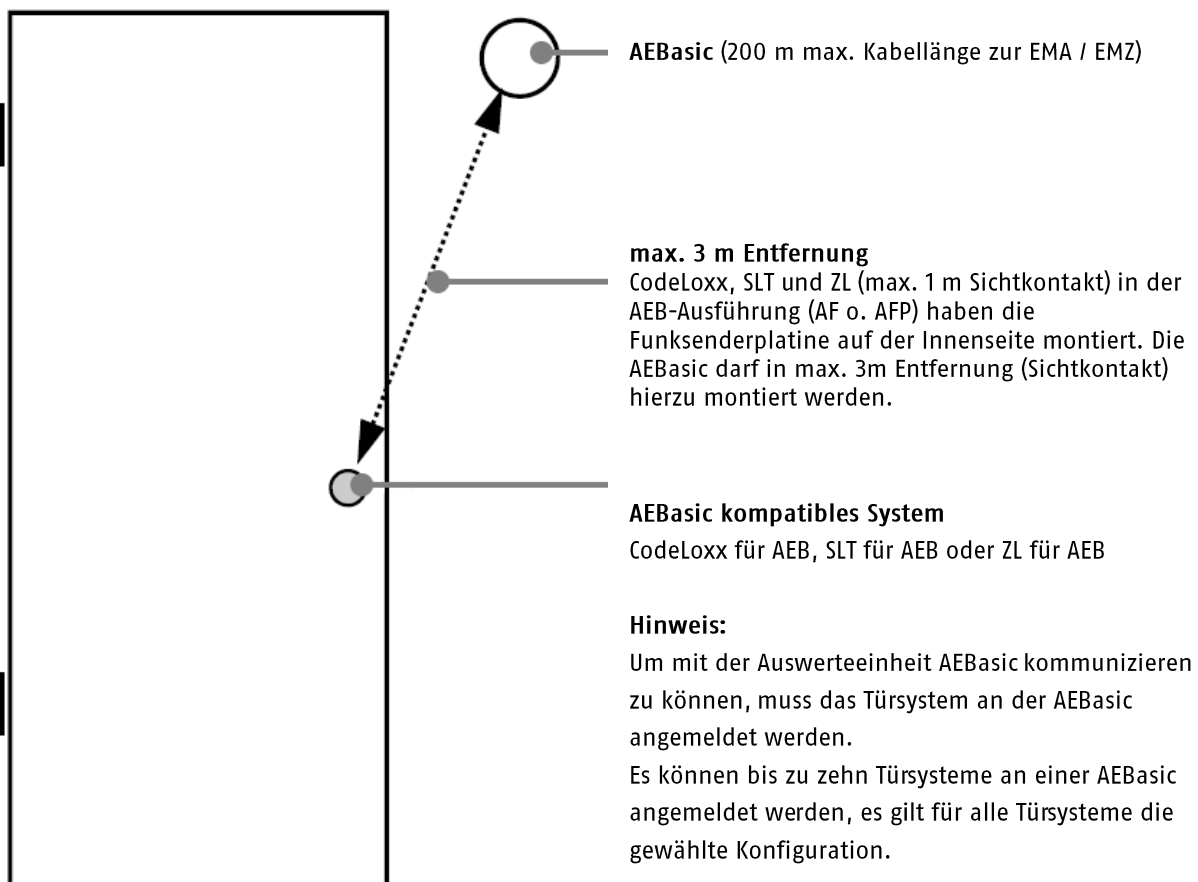 AEBasic (200 m max. Kabellänge zur EMA / EMZ)
max. 3 m Entfernung
CodeLoxx, SLT und ZL (max. 1 m Sichtkontakt) in der
AEB-Ausführung (AF o. AFP) haben die
Funksenderplatine auf der Innenseite montiert. Die
AEBasic darf in max. 3m Entfernung (Sichtkontakt)
hierzu montiert werden.
AEBasic kompatibles System
CodeLoxx für AEB, SLT für AEB oder ZL für AEB
Hinweis:
Um mit der Auswerteeinheit AEBasic kommunizieren
zu können, muss das Türsystem an der AEBasic
angemeldet werden.
Es können bis zu zehn Türsysteme an einer AEBasic
angemeldet werden, es gilt für alle Türsysteme die
gewählte Konfiguration.